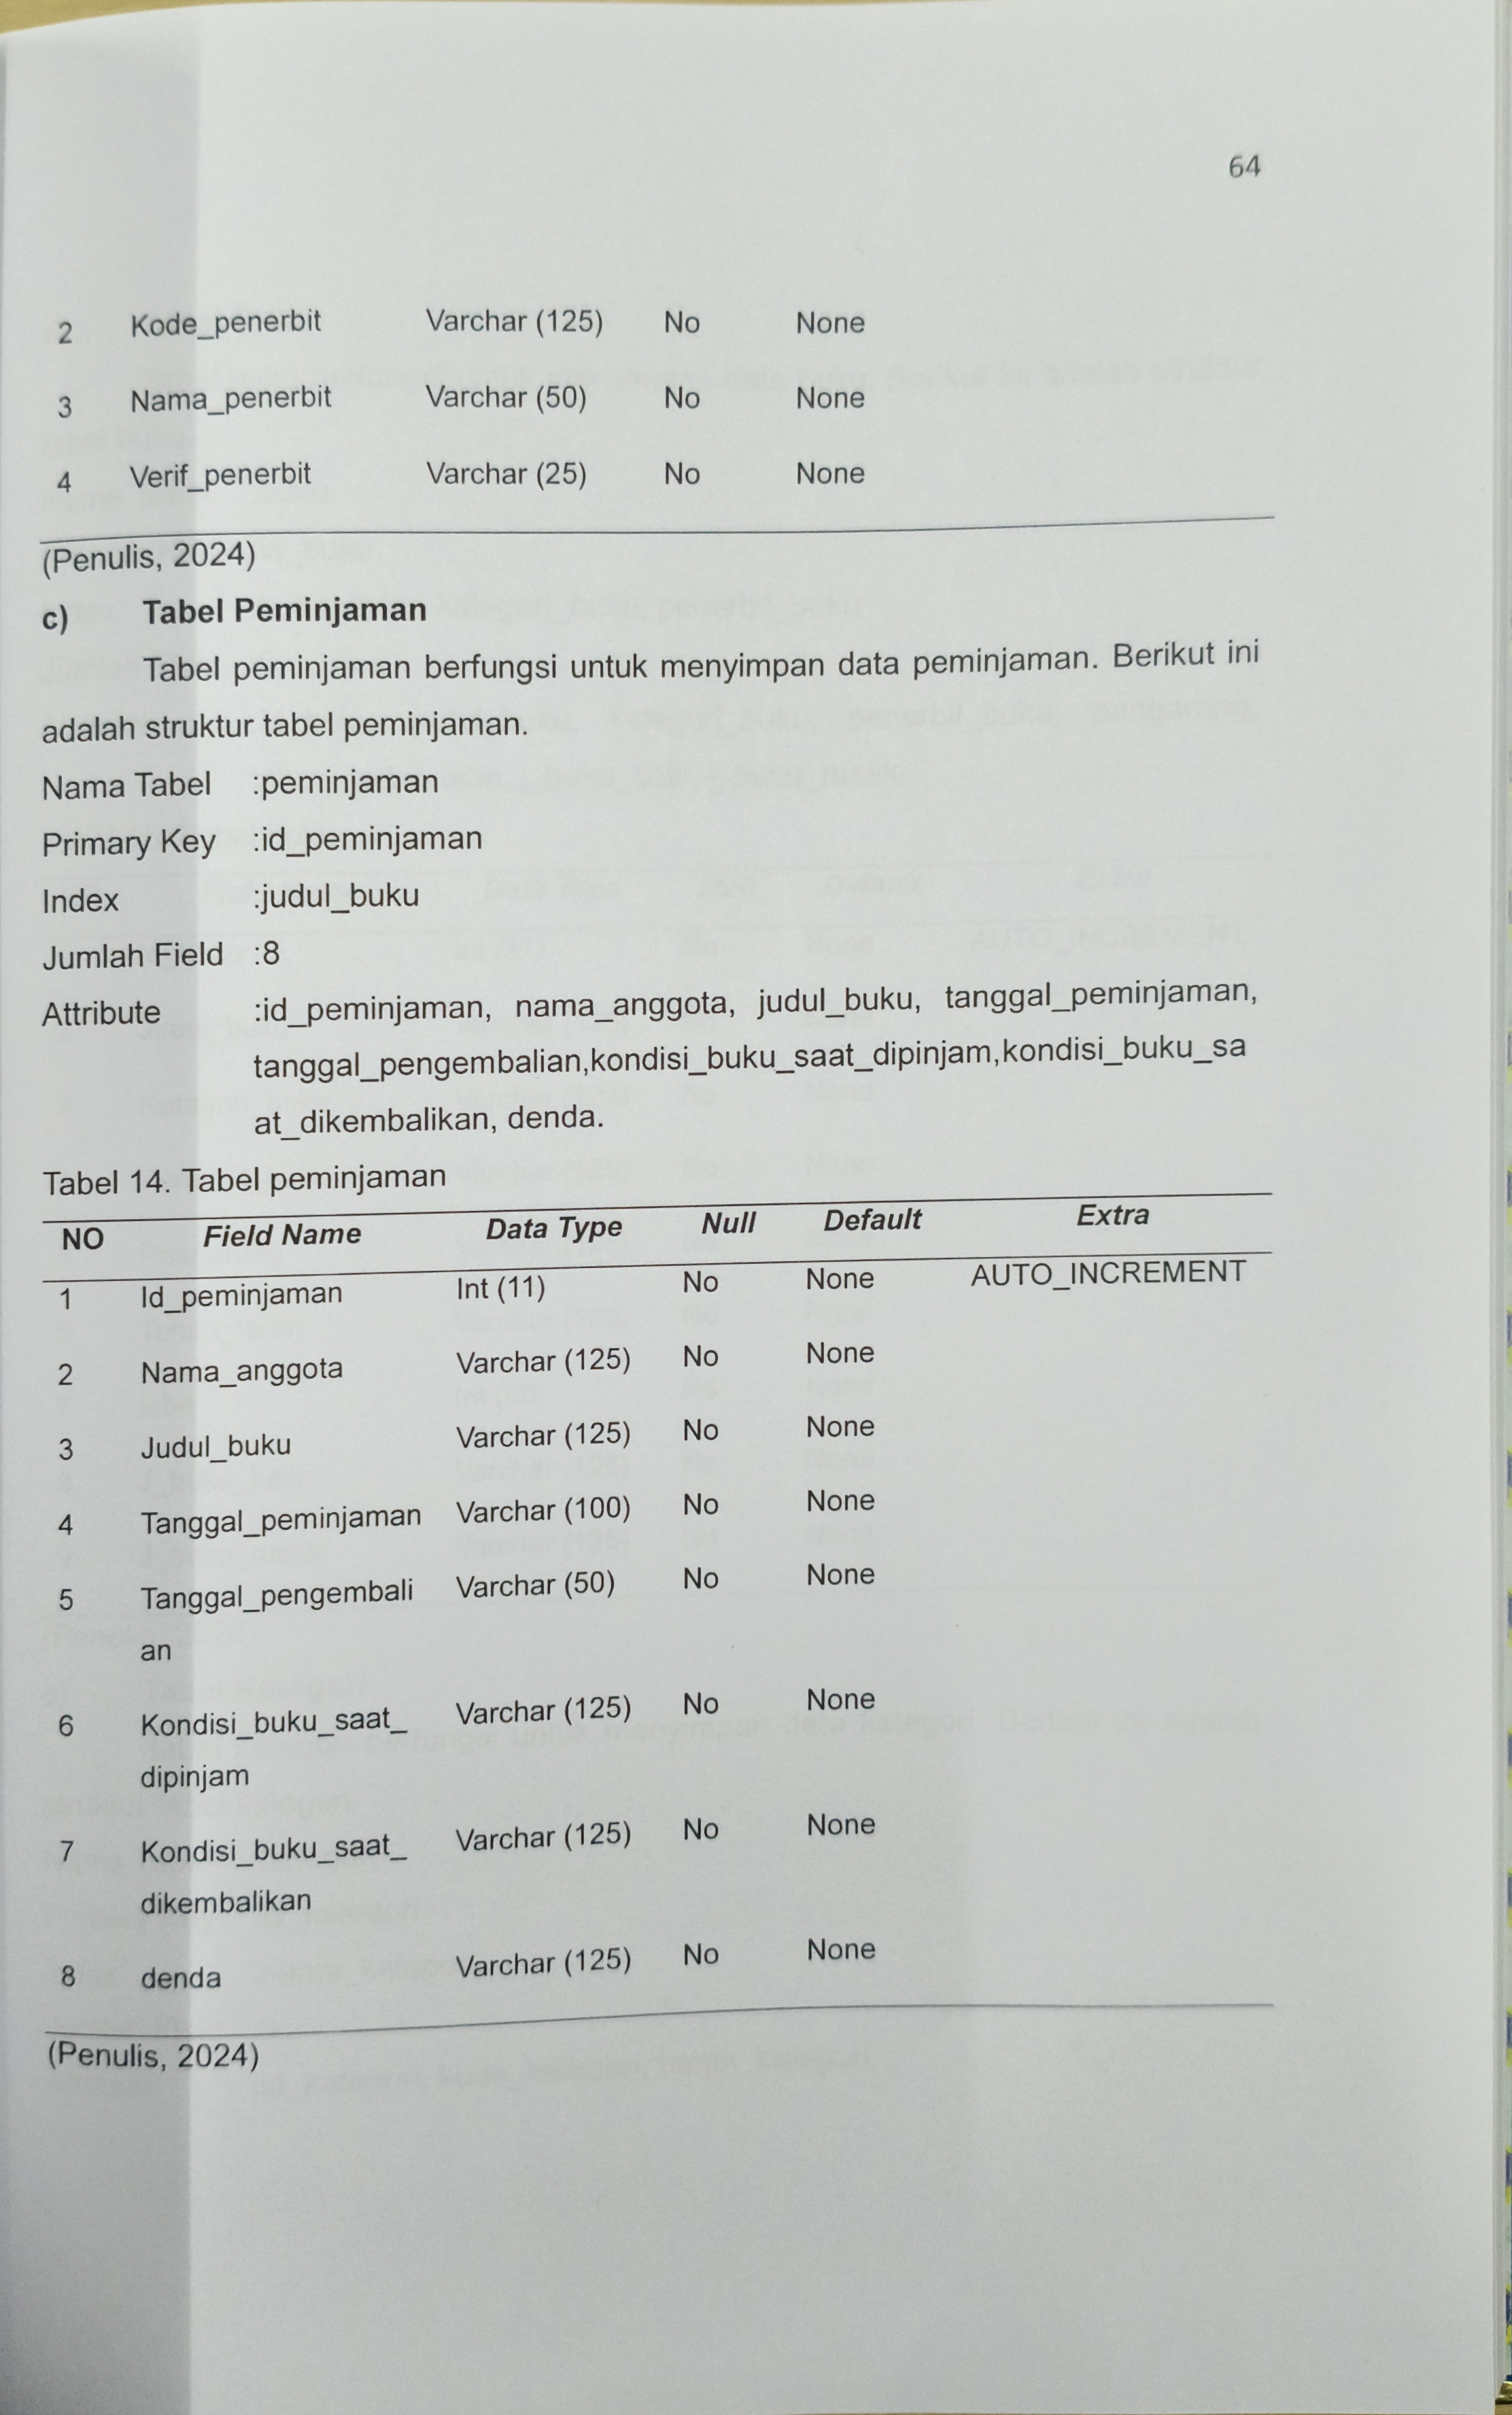 64
2 Kode_penerbit Varchar (125) No None
3 Nama_penerbit Varchar (50) No None
4 Verif_penerbit Varchar (25) No None
(Penulis, 2024)
c) Tabel Peminjaman
Tabel peminjaman berfungsi untuk menyimpan data peminjaman. Berikut ini
adalah struktur tabel peminjaman.
Nama Tabel :peminjaman
Primary Key :id_peminjaman
Index :judul_buku
Jumlah Field :8
Attribute :id_peminjaman, nama_anggota, judul_buku, tanggal_peminjaman,
tanggal_pengembalian,kondisi_buku_saat_dipinjam,kondisi_buku_sa
at_dikembalikan, denda.
Tabel 14. Tabel peminjaman
NO Field Name Data Type Null Default Extra
1 Id_peminjaman Int (11) No None AUTO_INCREMENT
2 Nama_anggota Varchar (125) No None
3 Judul_buku Varchar (125) No None
4 Tanggal_peminjaman Varchar (100) No None
5 Tanggal_pengembali Varchar (50) No None
an
6 Kondisi_buku_saat_ Varchar (125) No None
dipinjam
7 Kondisi_buku_saat_ Varchar (125) No None
dikembalikan
8 denda Varchar (125) No None
(Penulis, 2024)